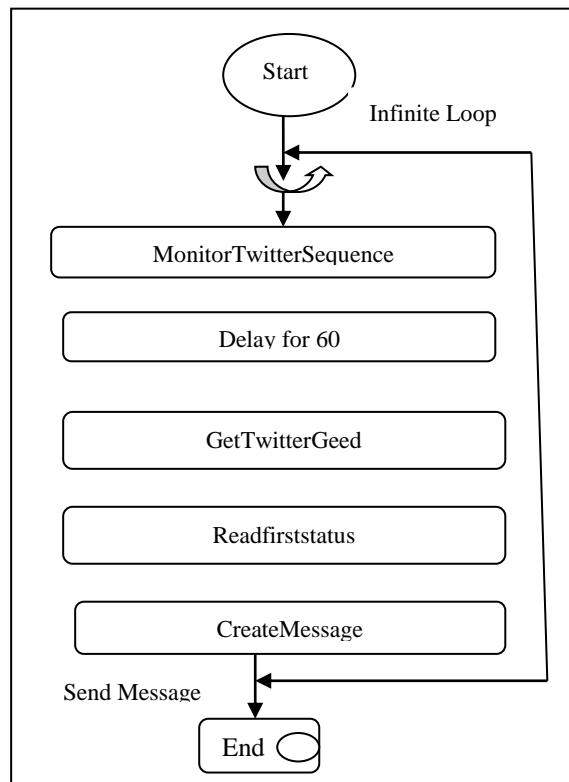 Start
Infinite Loop
MonitorTwitterSequence
Delay for 60
GetTwitterGeed
Readfirststatus
CreateMessage
Send Message
End